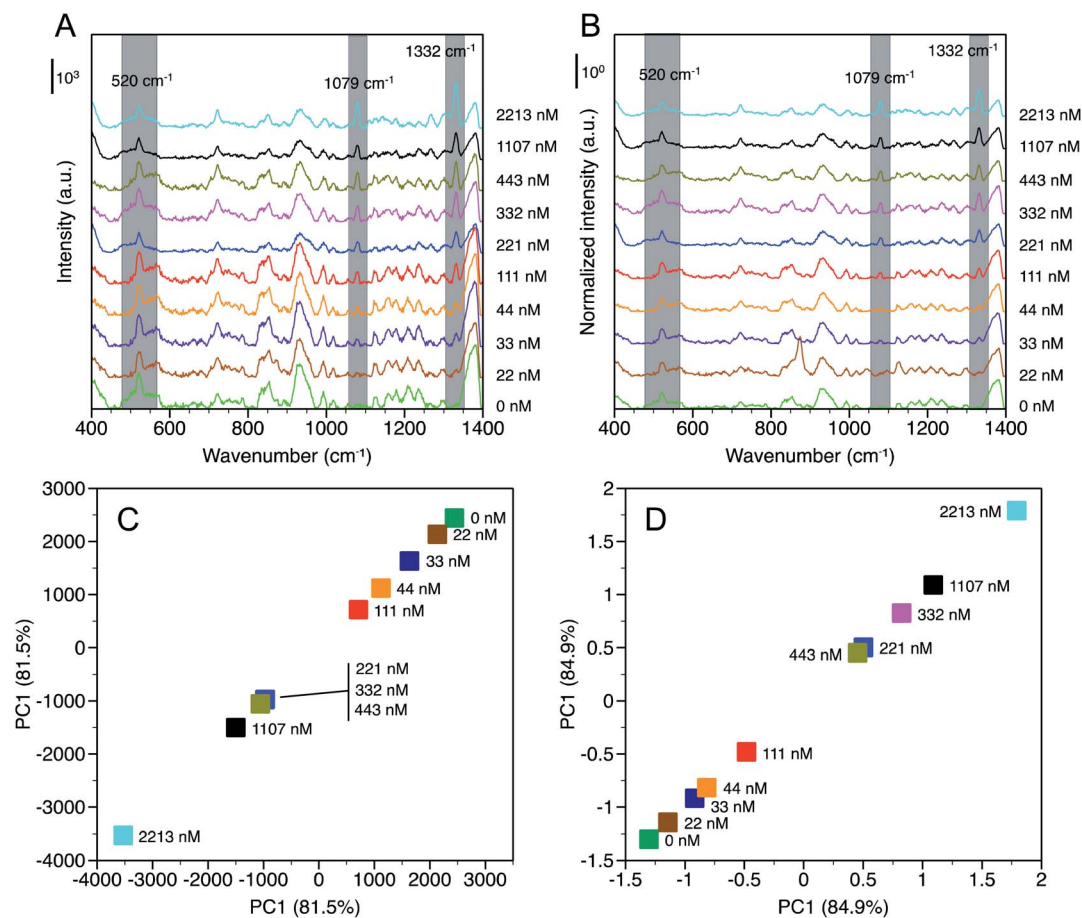 A
10³
520 cm⁻¹
1079 cm⁻¹
1332 cm⁻¹
2213 nM
1107 nM
443 nM
332 nM
221 nM
111 nM
44 nM
33 nM
22 nM
0 nM
Intensity (a.u.)
400 600 800 1000 1200 1400
Wavenumber (cm⁻¹)
B
10⁰
520 cm⁻¹
1079 cm⁻¹
1332 cm⁻¹
2213 nM
1107 nM
443 nM
332 nM
221 nM
111 nM
44 nM
33 nM
22 nM
0 nM
Normalized intensity (a.u.)
400 600 800 1000 1200 1400
Wavenumber (cm⁻¹)
C
3000
2000
1000
0
-1000
-2000
-3000
-4000
PC1 (81.5%)
0 nM
22 nM
33 nM
44 nM
111 nM
221 nM
332 nM
443 nM
1107 nM
2213 nM
-4000 -3000 -2000 -1000 0 1000 2000 3000
PC1 (81.5%)
D
2
1.5
1
0.5
0
-0.5
-1
-1.5
PC1 (84.9%)
2213 nM
1107 nM
332 nM
221 nM
443 nM
111 nM
44 nM
33 nM
22 nM
0 nM
-1.5 -1 -0.5 0 0.5 1 1.5 2
PC1 (84.9%)